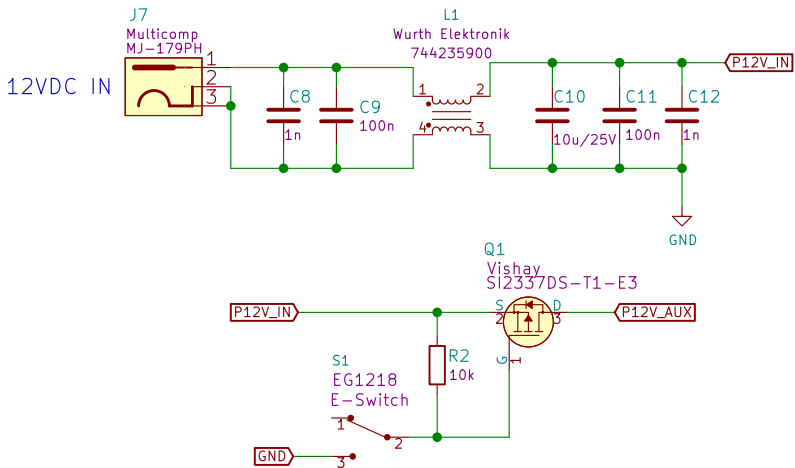 J7
Multicomp
MJ-179PH
12VDC IN
1
2
3
C8
1n
C9
100n
L1
Wurth Elektronik
744235900
1
2
4
3
C10
10u/25V
C11
100n
C12
1n
P12V_IN
GND
Q1
Vishay
SI2337DS-T1-E3
P12V_IN
S
2
D
3
G
1
P12V_AUX
R2
10k
S1
EG1218
E-Switch
1
2
3
GND